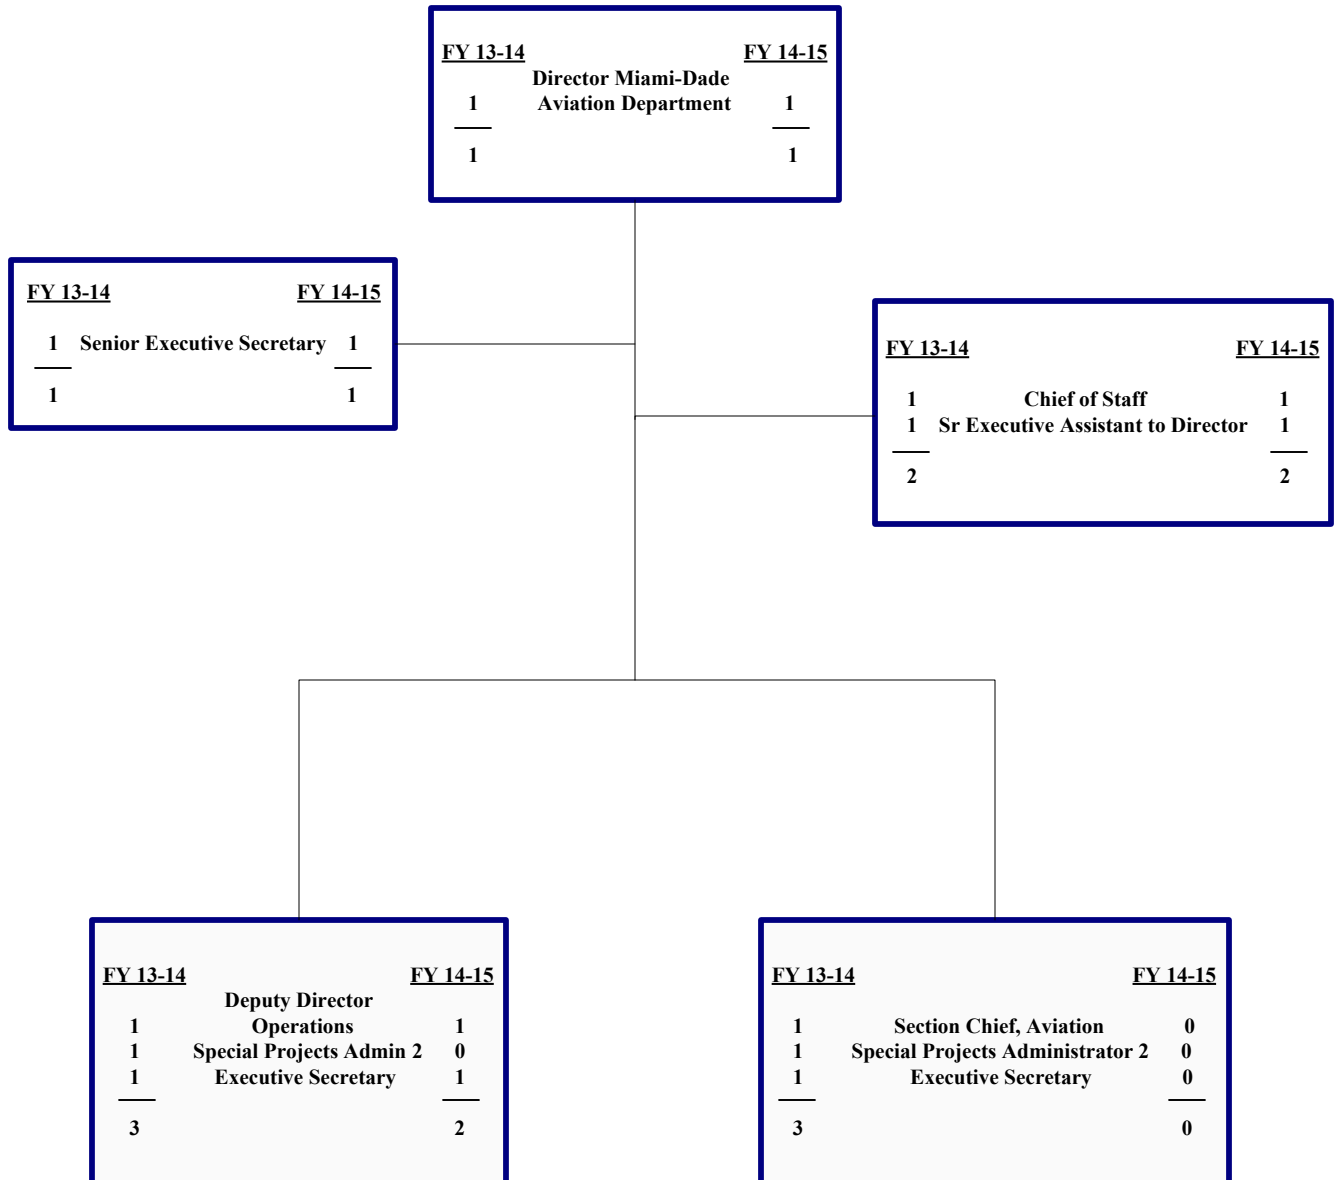 FY 13-14 FY 14-15
Director Miami-Dade
1 Aviation Department 1
1 1
FY 13-14 FY 14-15
1 Senior Executive Secretary 1
1 1
FY 13-14 FY 14-15
1 Chief of Staff 1
1 Sr Executive Assistant to Director 1
2 2
FY 13-14 FY 14-15
Deputy Director
1 Operations 1
1 Special Projects Admin 2 0
1 Executive Secretary 1
3 2
FY 13-14 FY 14-15
1 Section Chief, Aviation 0
1 Special Projects Administrator 2 0
1 Executive Secretary 0
3 0